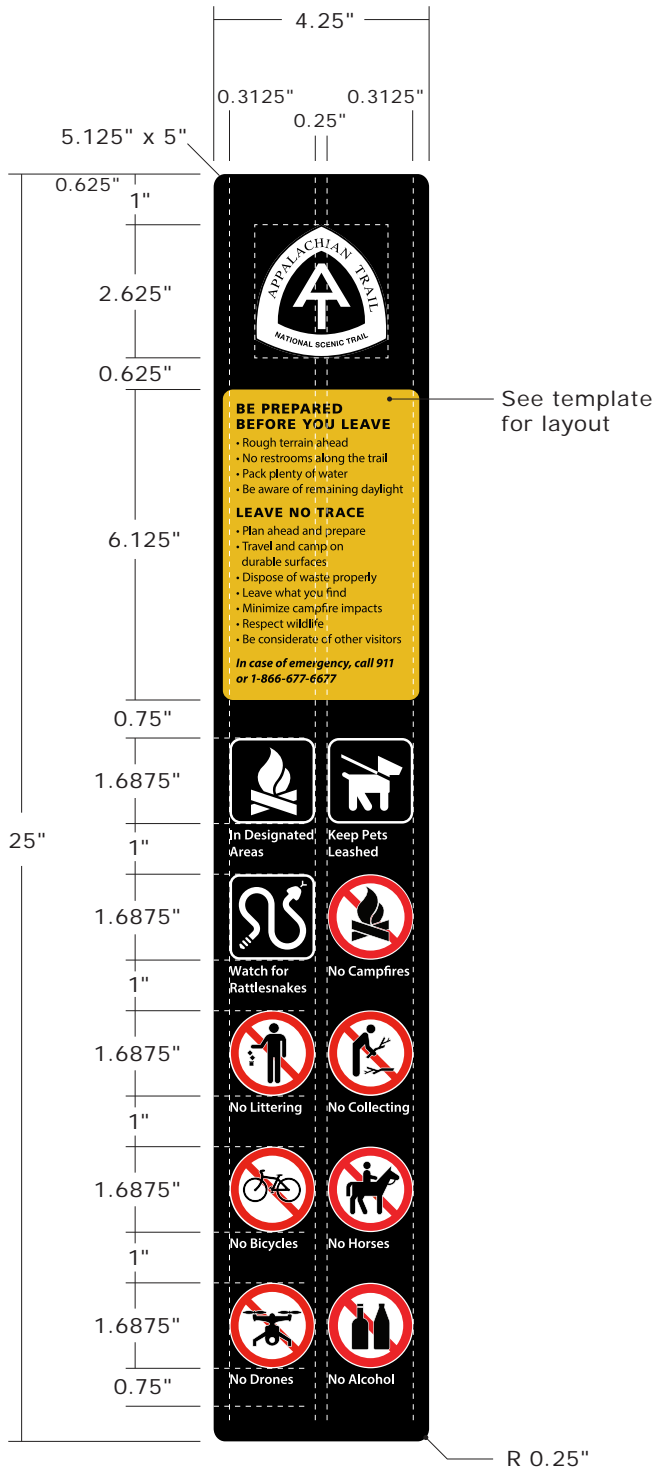 4.25"
0.3125"
0.3125"
0.25"
5.125" x 5"
0.625"
1"
2.625"
APPALACHIAN TRAIL
NATIONAL SCENIC TRAIL
0.625"
See template
for layout
BE PREPARED
BEFORE YOU LEAVE
• Rough terrain ahead
• No restrooms along the trail
• Pack plenty of water
• Be aware of remaining daylight
LEAVE NO TRACE
• Plan ahead and prepare
• Travel and camp on
durable surfaces
• Dispose of waste properly
• Leave what you find
• Minimize campfire impacts
• Respect wildlife
• Be considerate of other visitors
In case of emergency, call 911
or 1-866-677-6677
6.125"
0.75"
1.6875"
25"
In Designated
Areas
Keep Pets
Leashed
1"
1.6875"
Watch for
Rattlesnakes
No Campfires
1"
1.6875"
No Littering
No Collecting
1"
1.6875"
No Bicycles
No Horses
1"
1.6875"
No Drones
No Alcohol
0.75"
R 0.25"
AT